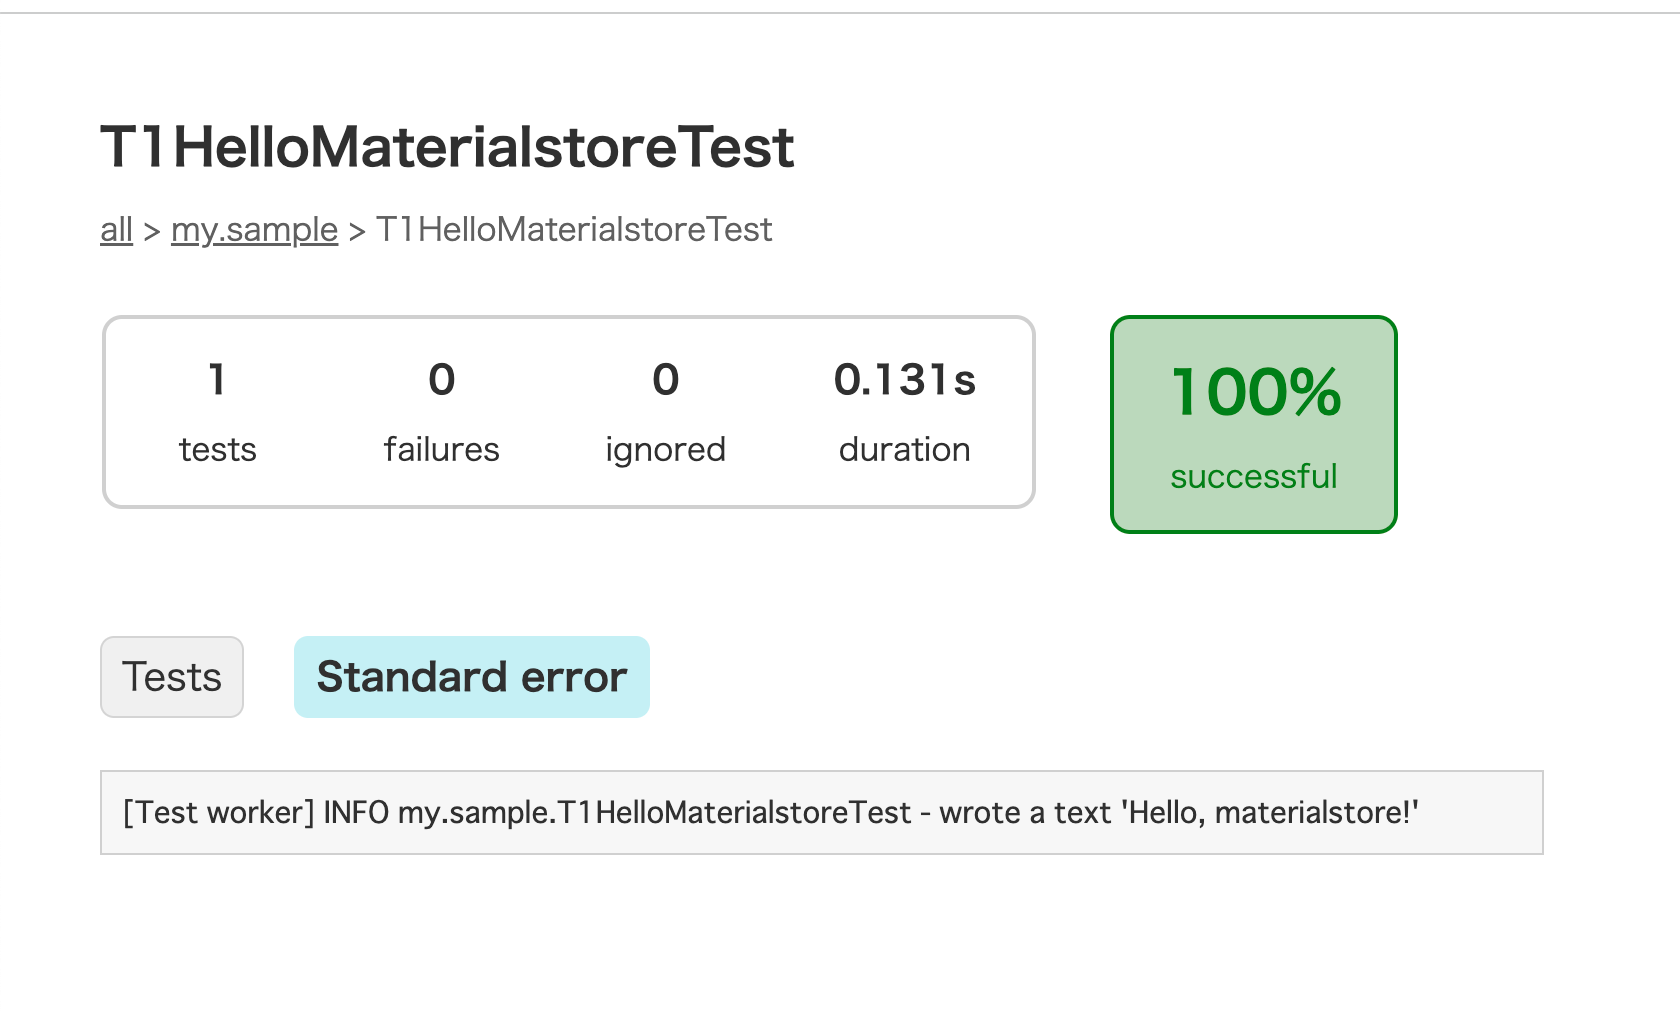 T1HelloMaterialstoreTest
all > my.sample > T1HelloMaterialstoreTest
1 0 0 0.131s
tests failures ignored duration
100%
successful
Tests Standard error
[Test worker] INFO my.sample.T1HelloMaterialstoreTest - wrote a text 'Hello, materialstore!'